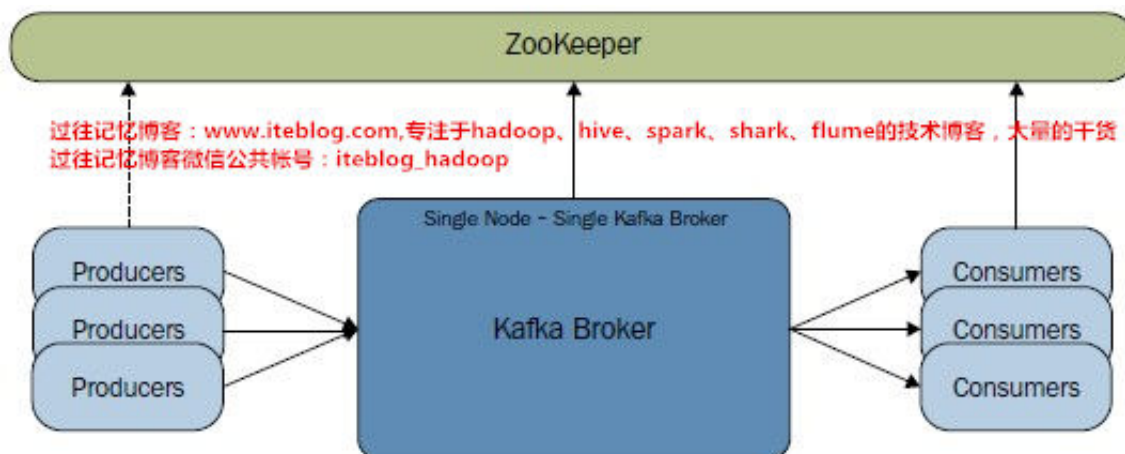 ZooKeeper
过往记忆博客：www.iteblog.com,专注于hadoop、hive、spark、shark、flume的技术博客，大量的干货
过往记忆博客微信公共帐号：iteblog_hadoop
Single Node - Single Kafka Broker
Producers
Producers
Producers
Kafka Broker
Consumers
Consumers
Consumers